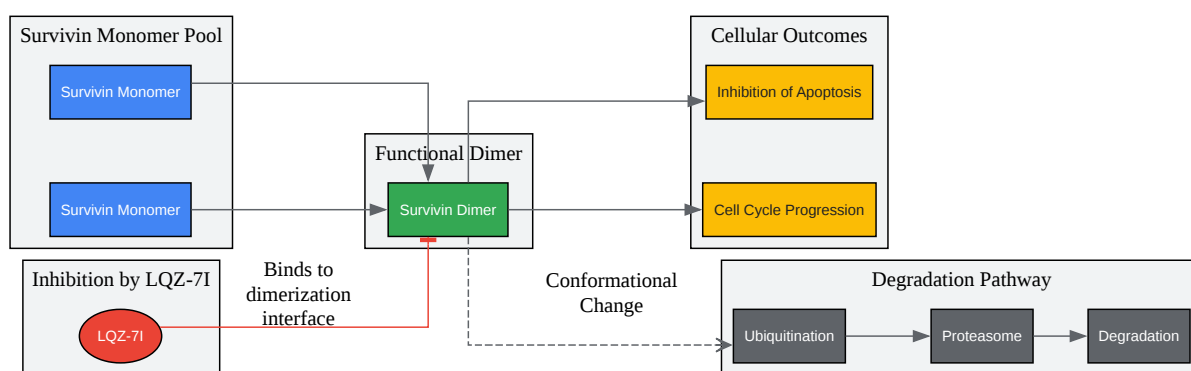 Survivin Monomer Pool
Survivin Monomer
Survivin Monomer
Functional Dimer
Survivin Dimer
Cellular Outcomes
Inhibition of Apoptosis
Cell Cycle Progression
Inhibition by LQZ-7I
LQZ-7I
Binds to
dimerization
interface
Conformational
Change
Degradation Pathway
Ubiquitination
Proteasome
Degradation